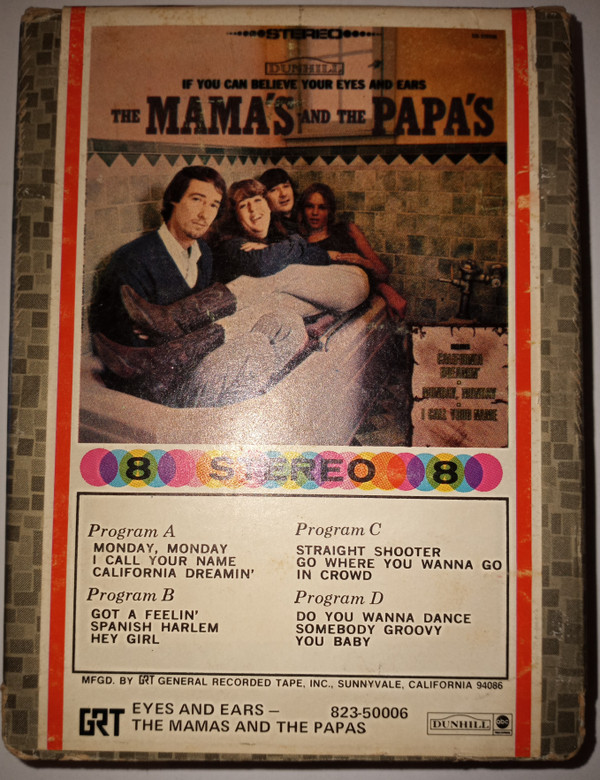 STEREO
DUNHILL
IF YOU CAN BELIEVE YOUR EYES AND EARS
THE MAMA'S AND THE PAPA'S
CALIFORNIA
DREAMIN'
MONDAY, MONDAY
I CALL YOUR NAME
8 STEREO 8
Program A
MONDAY, MONDAY
I CALL YOUR NAME
CALIFORNIA DREAMIN'
Program B
GOT A FEELIN'
SPANISH HARLEM
HEY GIRL
Program C
STRAIGHT SHOOTER
GO WHERE YOU WANNA GO
IN CROWD
Program D
DO YOU WANNA DANCE
SOMEBODY GROOVY
YOU BABY
MFGD. BY GRT GENERAL RECORDED TAPE, INC., SUNNYVALE, CALIFORNIA 94086
GRT
EYES AND EARS — 823-50006
THE MAMAS AND THE PAPAS
DUNHILL abc